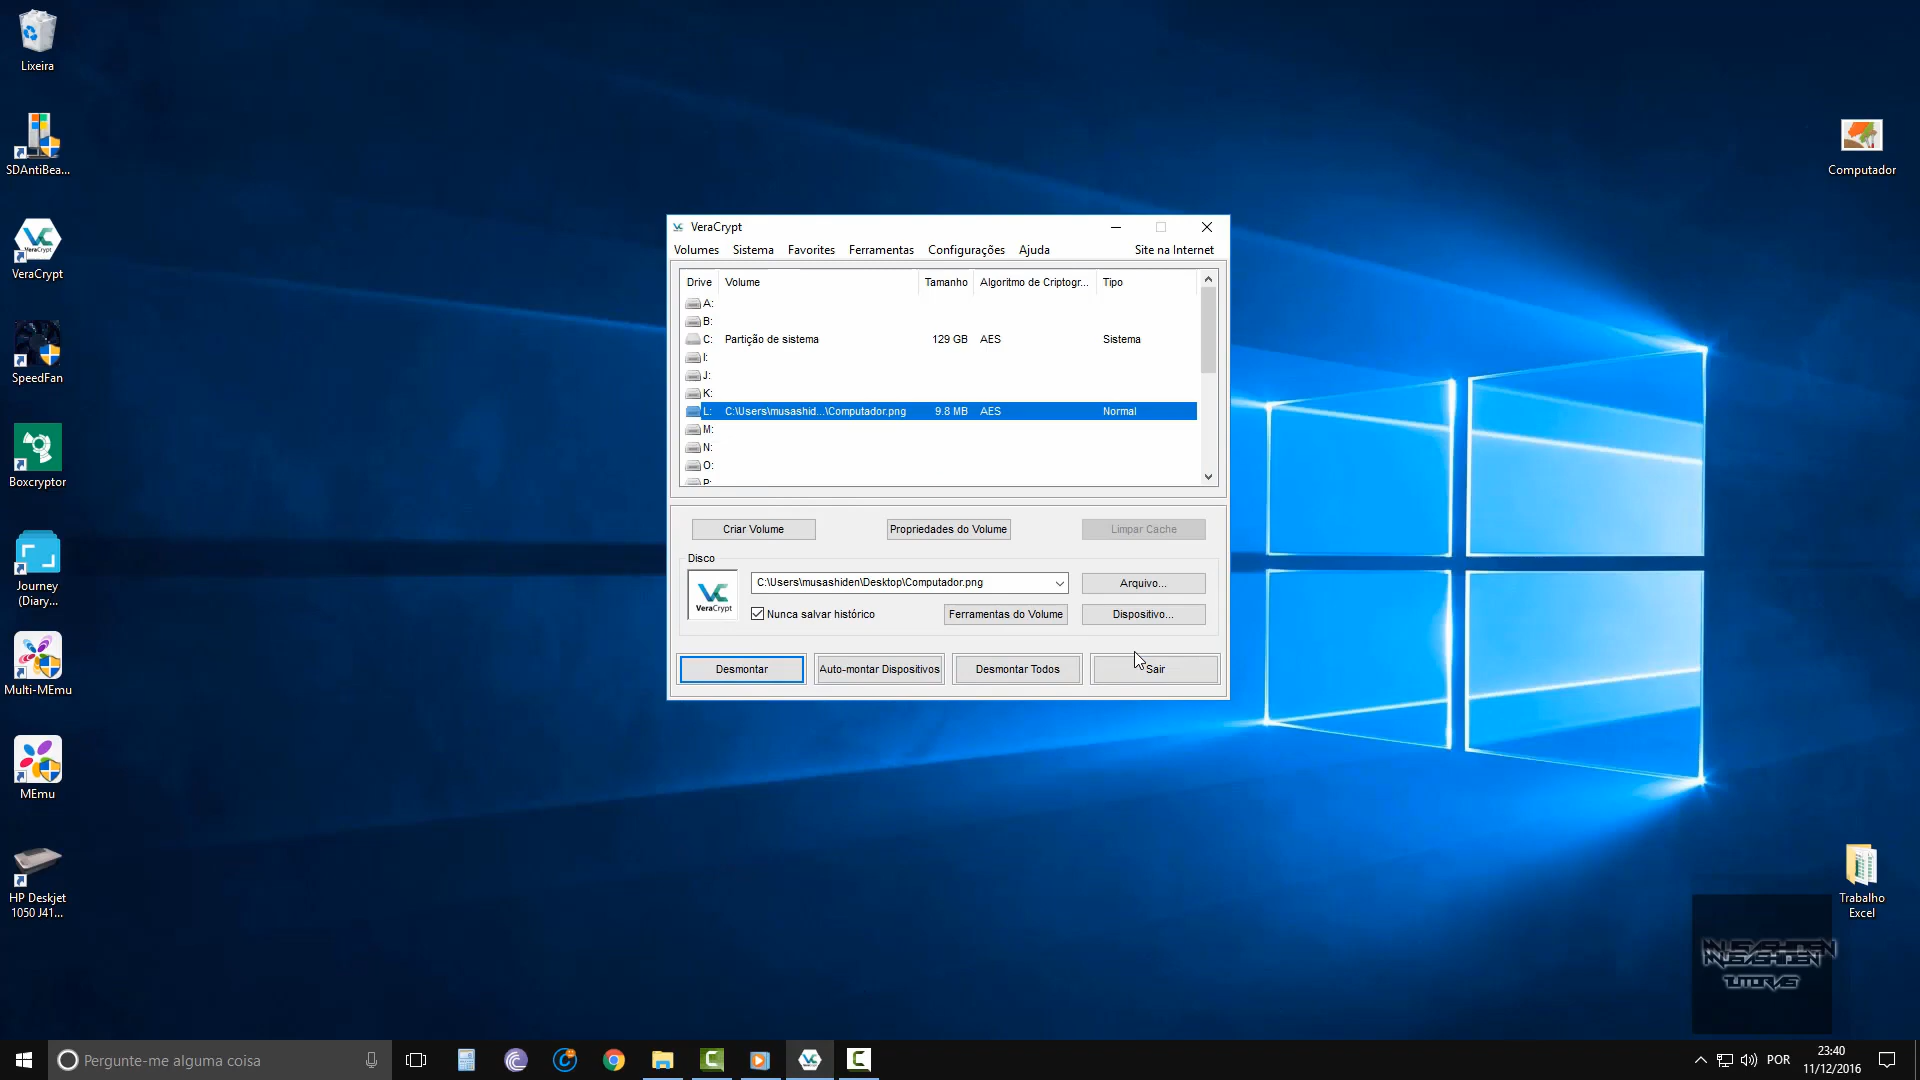 Lixeira
SDAntiBea...
VeraCrypt
VeraCrypt
SpeedFan
Boxcryptor
Journey
(Diary...
Multi-MEmu
MEmu
HP Deskjet
1050 J41...
Computador
Trabalho
Excel
VeraCrypt
Volumes Sistema Favorites Ferramentas Configurações Ajuda Site na Internet
Drive Volume Tamanho Algoritmo de Criptogr... Tipo
A:
B:
C: Partição de sistema 129 GB AES Sistema
I:
J:
K:
L: C:\Users\musashid...\Computador.png 9.8 MB AES Normal
M:
N:
O:
P:
Criar Volume Propriedades do Volume Limpar Cache
Disco
VeraCrypt
C:\Users\musashiden\Desktop\Computador.png Arquivo...
Nunca salvar histórico Ferramentas do Volume Dispositivo...
Desmontar Auto-montar Dispositivos Desmontar Todos Sair
MUSASHIDEN
Pergunte-me alguma coisa
POR
23:40
11/12/2016